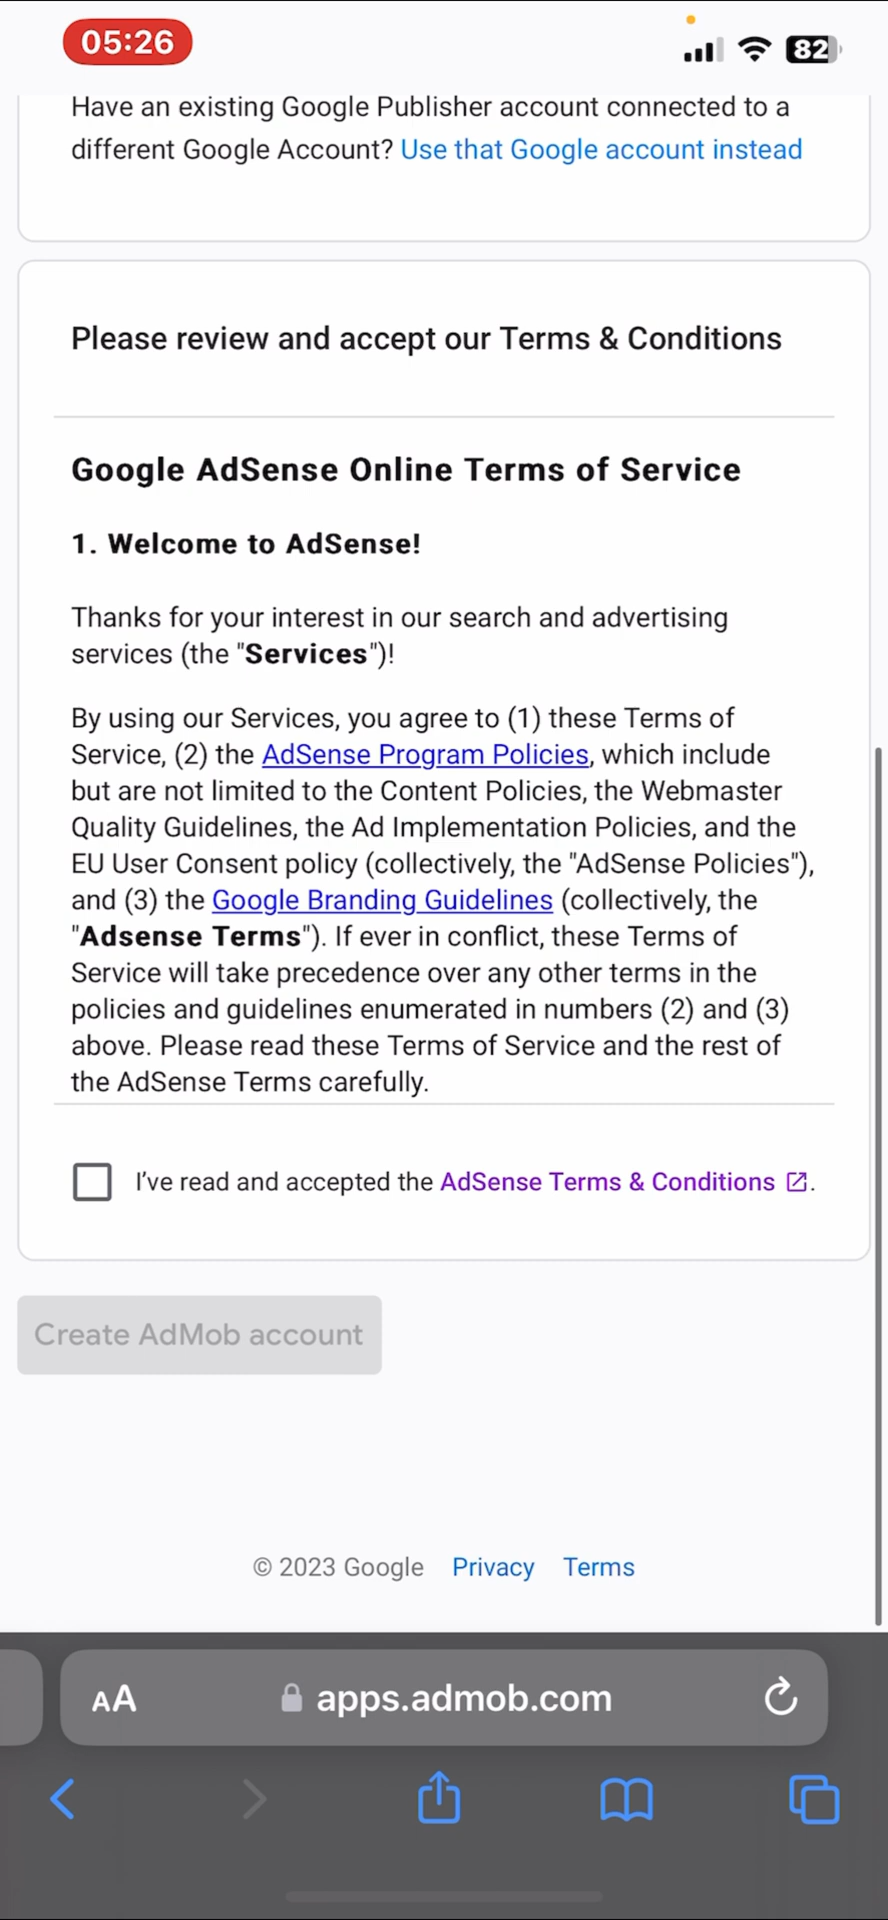 05:26
82
Have an existing Google Publisher account connected to a
different Google Account? Use that Google account instead
Please review and accept our Terms & Conditions
Google AdSense Online Terms of Service
1. Welcome to AdSense!
Thanks for your interest in our search and advertising
services (the "Services")!
By using our Services, you agree to (1) these Terms of
Service, (2) the AdSense Program Policies, which include
but are not limited to the Content Policies, the Webmaster
Quality Guidelines, the Ad Implementation Policies, and the
EU User Consent policy (collectively, the "AdSense Policies"),
and (3) the Google Branding Guidelines (collectively, the
"Adsense Terms"). If ever in conflict, these Terms of
Service will take precedence over any other terms in the
policies and guidelines enumerated in numbers (2) and (3)
above. Please read these Terms of Service and the rest of
the AdSense Terms carefully.
I've read and accepted the AdSense Terms & Conditions.
Create AdMob account
© 2023 Google Privacy Terms
AA apps.admob.com